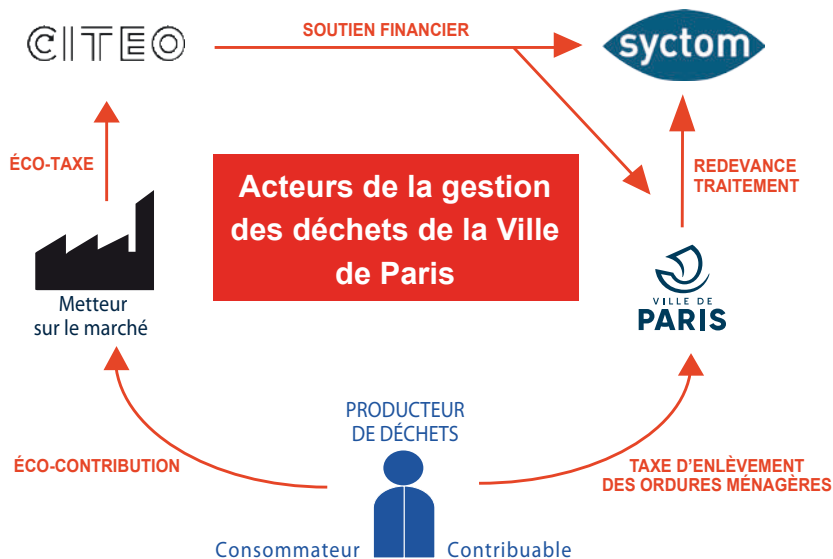 CITEO
SOUTIEN FINANCIER
syctom
ÉCO-TAXE
REDEVANCE
TRAITEMENT
Acteurs de la gestion
des déchets de la Ville
de Paris
Metteur
sur le marché
VILLE DE
PARIS
PRODUCTEUR
DE DÉCHETS
ÉCO-CONTRIBUTION
TAXE D’ENLÈVEMENT
DES ORDURES MÉNAGÈRES
Consommateur
Contribuable